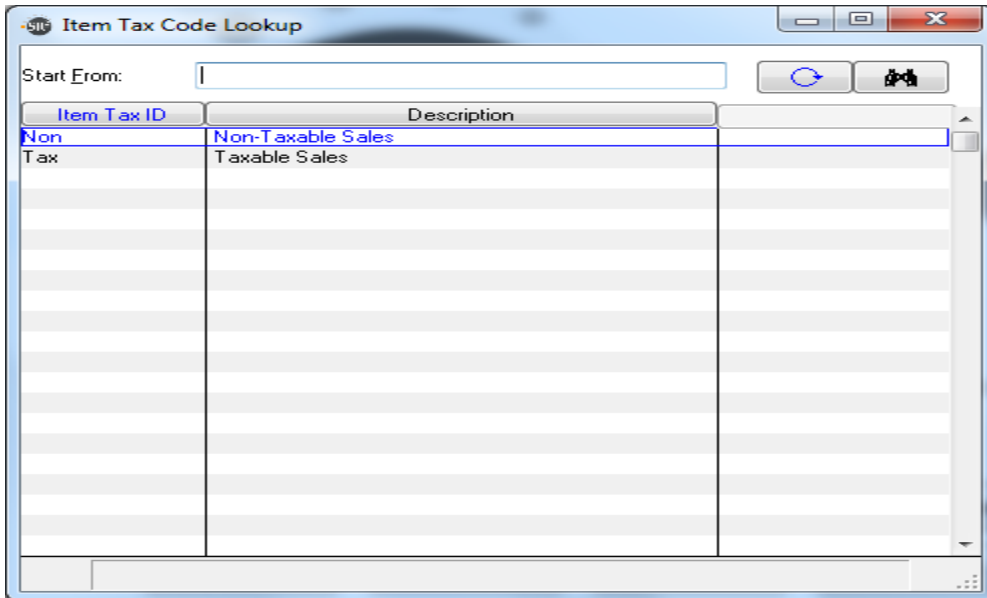 Item Tax Code Lookup
Start From:
Item Tax ID Description
Non Non-Taxable Sales
Tax Taxable Sales